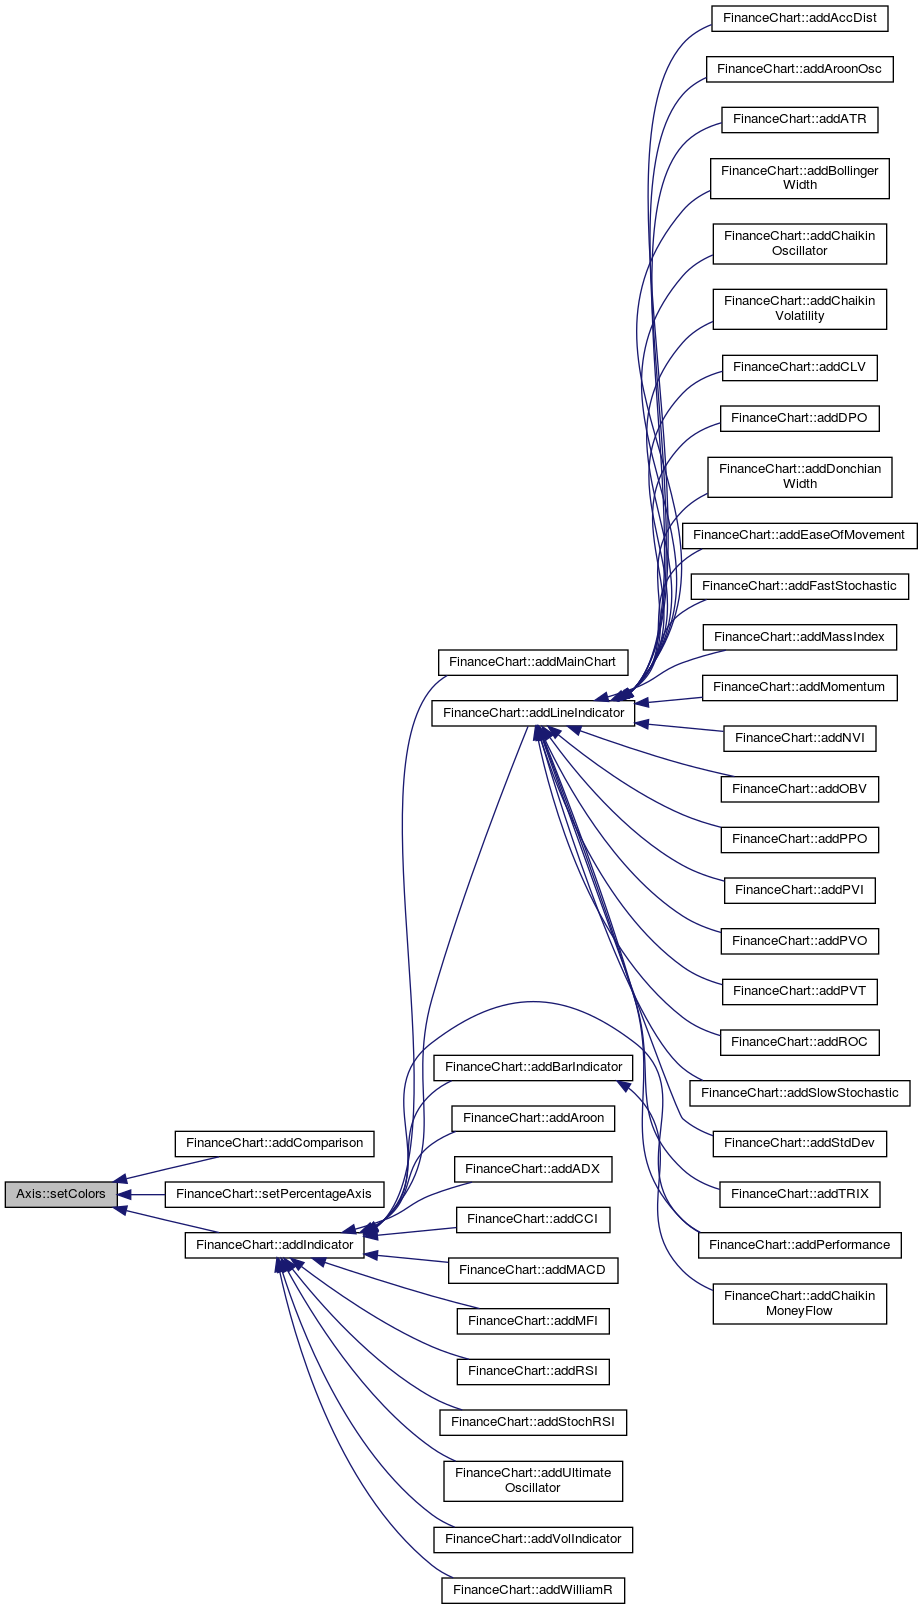 FinanceChart::addAccDist
FinanceChart::addAroonOsc
FinanceChart::addATR
FinanceChart::addBollinger
Width
FinanceChart::addChaikin
Oscillator
FinanceChart::addChaikin
Volatility
FinanceChart::addCLV
FinanceChart::addDPO
FinanceChart::addDonchian
Width
FinanceChart::addEaseOfMovement
FinanceChart::addFastStochastic
FinanceChart::addMassIndex
FinanceChart::addMainChart
FinanceChart::addMomentum
FinanceChart::addLineIndicator
FinanceChart::addNVI
FinanceChart::addOBV
FinanceChart::addPPO
FinanceChart::addPVI
FinanceChart::addPVO
FinanceChart::addPVT
FinanceChart::addROC
FinanceChart::addBarIndicator
FinanceChart::addSlowStochastic
FinanceChart::addAroon
FinanceChart::addComparison
FinanceChart::addStdDev
FinanceChart::addADX
Axis::setColors
FinanceChart::setPercentageAxis
FinanceChart::addTRIX
FinanceChart::addCCI
FinanceChart::addIndicator
FinanceChart::addPerformance
FinanceChart::addMACD
FinanceChart::addChaikin
MoneyFlow
FinanceChart::addMFI
FinanceChart::addRSI
FinanceChart::addStochRSI
FinanceChart::addUltimate
Oscillator
FinanceChart::addVolIndicator
FinanceChart::addWilliamR